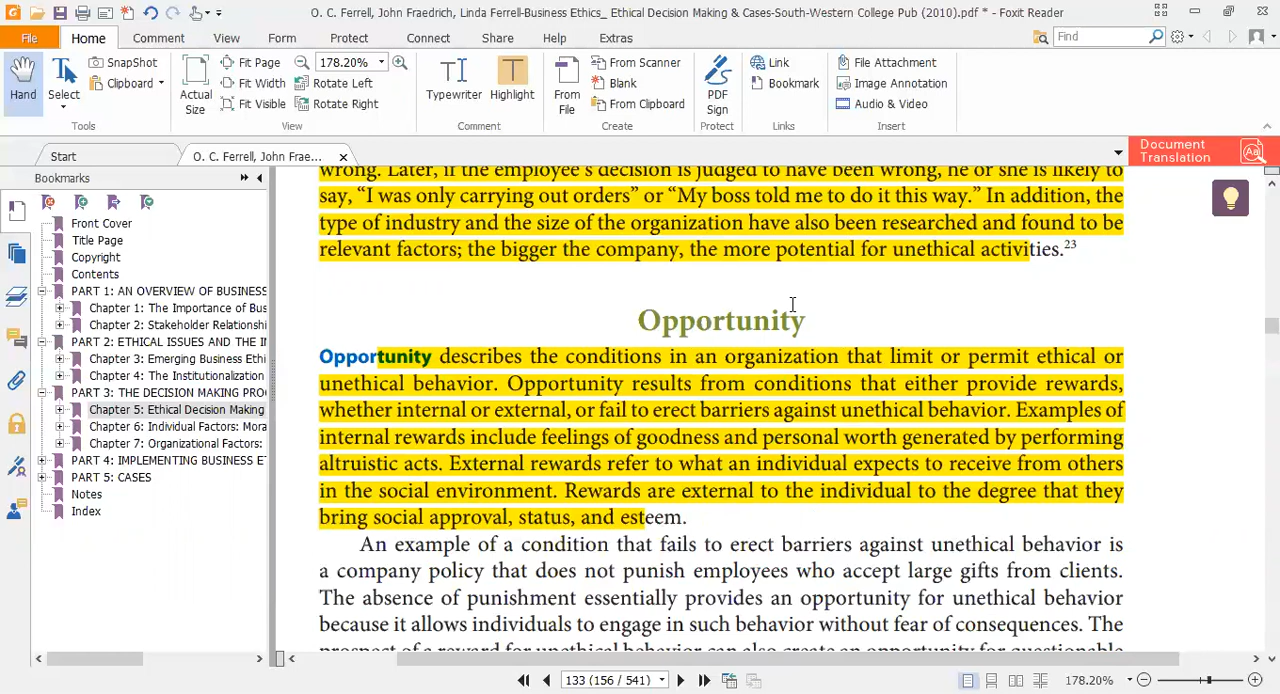 O. C. Ferrell, John Fraedrich, Linda Ferrell-Business Ethics_ Ethical Decision Making & Cases-South-Western College Pub (2010).pdf * - Foxit Reader
File Home Comment View Form Protect Connect Share Help Extras Find
SnapShot Fit Page 178.20% From Scanner Link File Attachment
Clipboard Fit Width Rotate Left Blank Bookmark Image Annotation
Hand Select Actual Size Fit Visible Rotate Right Typewriter Highlight From File From Clipboard PDF Sign Audio & Video
Tools View Comment Create Protect Links Insert
Start O. C. Ferrell, John Frae... Document Translation
Bookmarks
Front Cover
Title Page
Copyright
Contents
PART 1: AN OVERVIEW OF BUSINESS
Chapter 1: The Importance of Bus
Chapter 2: Stakeholder Relationsh
PART 2: ETHICAL ISSUES AND THE I
Chapter 3: Emerging Business Eth
Chapter 4: The Institutionalization
PART 3: THE DECISION MAKING PRO
Chapter 5: Ethical Decision Making
Chapter 6: Individual Factors: Mora
Chapter 7: Organizational Factors:
PART 4: IMPLEMENTING BUSINESS ET
PART 5: CASES
Notes
Index
wrong. Later, if the employee's decision is judged to have been wrong, he or she is likely to
say, “I was only carrying out orders” or “My boss told me to do it this way.” In addition, the
type of industry and the size of the organization have also been researched and found to be
relevant factors; the bigger the company, the more potential for unethical activities.23
Opportunity
Opportunity describes the conditions in an organization that limit or permit ethical or
unethical behavior. Opportunity results from conditions that either provide rewards,
whether internal or external, or fail to erect barriers against unethical behavior. Examples of
internal rewards include feelings of goodness and personal worth generated by performing
altruistic acts. External rewards refer to what an individual expects to receive from others
in the social environment. Rewards are external to the individual to the degree that they
bring social approval, status, and esteem.
An example of a condition that fails to erect barriers against unethical behavior is
a company policy that does not punish employees who accept large gifts from clients.
The absence of punishment essentially provides an opportunity for unethical behavior
because it allows individuals to engage in such behavior without fear of consequences. The
prospect of a reward for unethical behavior can also create an opportunity for questionable
133 (156 / 541) 178.20%